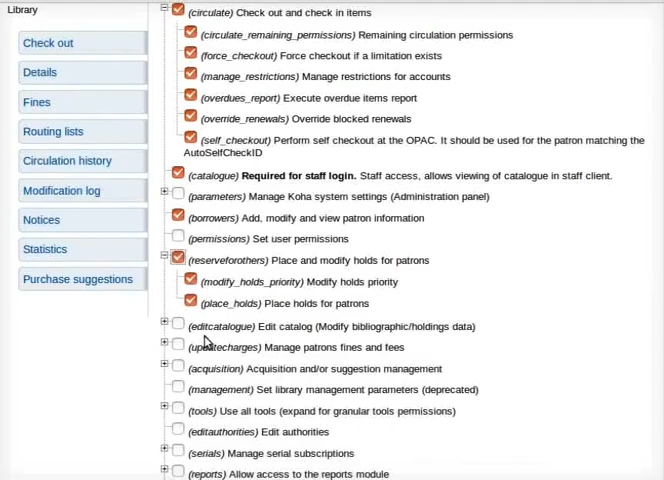 Library
Check out
Details
Fines
Routing lists
Circulation history
Modification log
Notices
Statistics
Purchase suggestions
(circulate) Check out and check in items
(circulate_remaining_permissions) Remaining circulation permissions
(force_checkout) Force checkout if a limitation exists
(manage_restrictions) Manage restrictions for accounts
(overdues_report) Execute overdue items report
(override_renewals) Override blocked renewals
(self_checkout) Perform self checkout at the OPAC. It should be used for the patron matching the
AutoSelfCheckID
(catalogue) Required for staff login. Staff access, allows viewing of catalogue in staff client.
(parameters) Manage Koha system settings (Administration panel)
(borrowers) Add, modify and view patron information
(permissions) Set user permissions
(reserveforothers) Place and modify holds for patrons
(modify_holds_priority) Modify holds priority
(place_holds) Place holds for patrons
(editcatalogue) Edit catalog (Modify bibliographic/holdings data)
(updatecharges) Manage patrons fines and fees
(acquisition) Acquisition and/or suggestion management
(management) Set library management parameters (deprecated)
(tools) Use all tools (expand for granular tools permissions)
(editauthorities) Edit authorities
(serials) Manage serial subscriptions
(reports) Allow access to the reports module